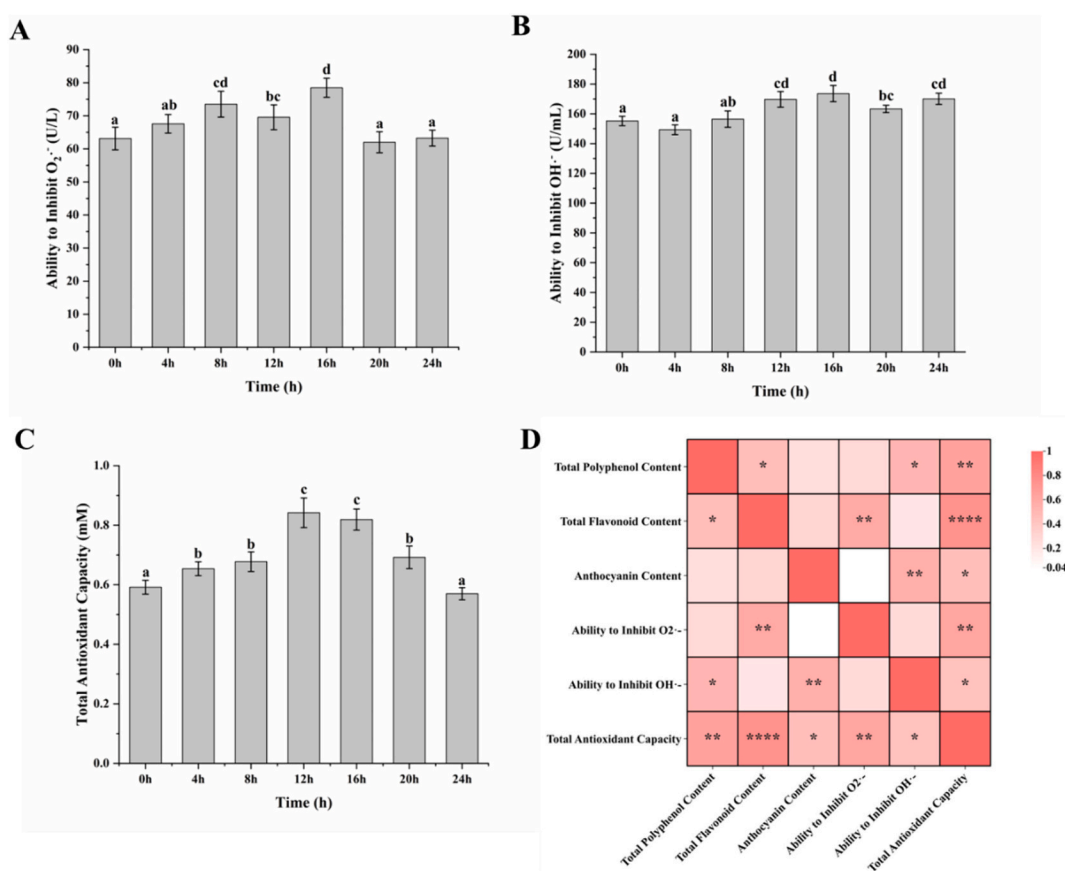 A
Ability to Inhibit O₂·⁻ (U/L)
90
80
70
60
50
40
30
20
10
0
a
ab
cd
bc
d
a
a
0h
4h
8h
12h
16h
20h
24h
Time (h)
B
Ability to Inhibit OH·⁻ (U/mL)
200
180
160
140
120
100
80
60
40
20
0
a
a
ab
cd
d
bc
cd
0h
4h
8h
12h
16h
20h
24h
Time (h)
C
Total Antioxidant Capacity (mM)
1.0
0.8
0.6
0.4
0.2
0.0
a
b
b
c
c
b
a
0h
4h
8h
12h
16h
20h
24h
Time (h)
D
Total Polyphenol Content
* * **
Total Flavonoid Content
* ** ****
Anthocyanin Content
** *
Ability to Inhibit O2·-
** **
Ability to Inhibit OH·-
* ** *
Total Antioxidant Capacity
** **** * ** *
Total Polyphenol Content
Total Flavonoid Content
Anthocyanin Content
Ability to Inhibit O2·-
Ability to Inhibit OH·-
Total Antioxidant Capacity
1
0.8
0.6
0.4
0.2
0.04